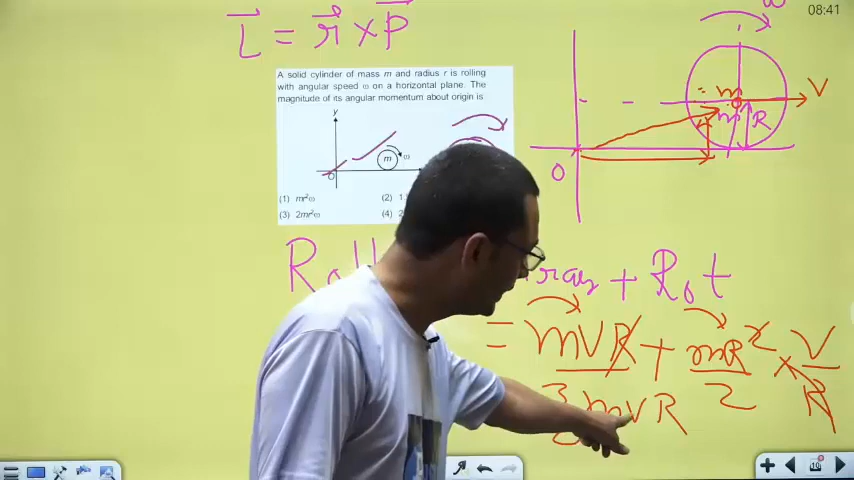 08:41
ω
L = r × P
A solid cylinder of mass m and radius r is rolling
with angular speed ω on a horizontal plane. The
magnitude of its angular momentum about origin is
y
m
ω
O
(1) mr²ω
(2) 1.
(3) 2mr²ω
(4) 2
m
V
R
O
+ Rot
= mVR + mR²/2 × V/R
mVR